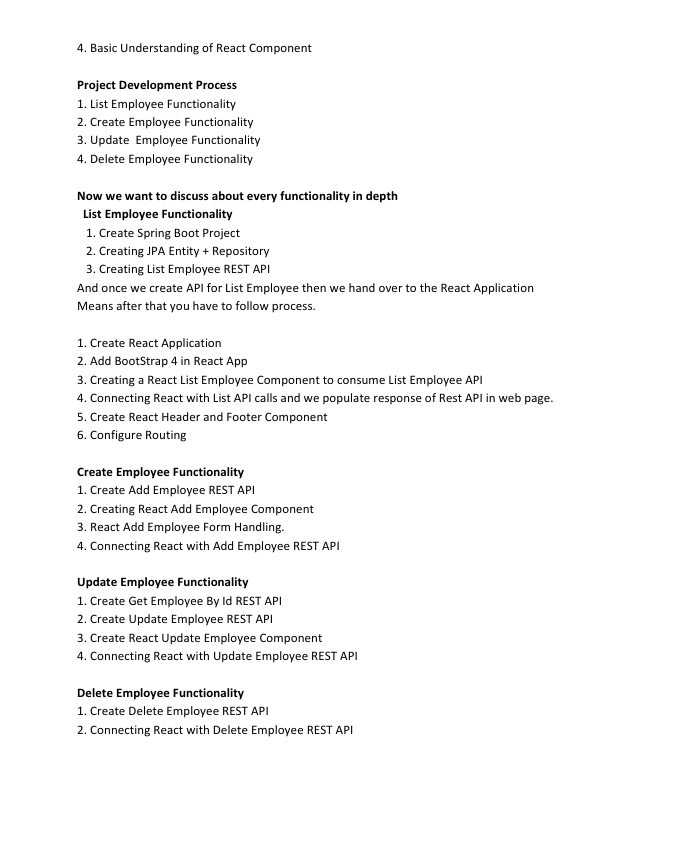 4. Basic Understanding of React Component
Project Development Process
1. List Employee Functionality
2. Create Employee Functionality
3. Update  Employee Functionality
4. Delete Employee Functionality
Now we want to discuss about every functionality in depth
List Employee Functionality
1. Create Spring Boot Project
2. Creating JPA Entity + Repository
3. Creating List Employee REST API
And once we create API for List Employee then we hand over to the React Application
Means after that you have to follow process.
1. Create React Application
2. Add BootStrap 4 in React App
3. Creating a React List Employee Component to consume List Employee API
4. Connecting React with List API calls and we populate response of Rest API in web page.
5. Create React Header and Footer Component
6. Configure Routing
Create Employee Functionality
1. Create Add Employee REST API
2. Creating React Add Employee Component
3. React Add Employee Form Handling.
4. Connecting React with Add Employee REST API
Update Employee Functionality
1. Create Get Employee By Id REST API
2. Create Update Employee REST API
3. Create React Update Employee Component
4. Connecting React with Update Employee REST API
Delete Employee Functionality
1. Create Delete Employee REST API
2. Connecting React with Delete Employee REST API